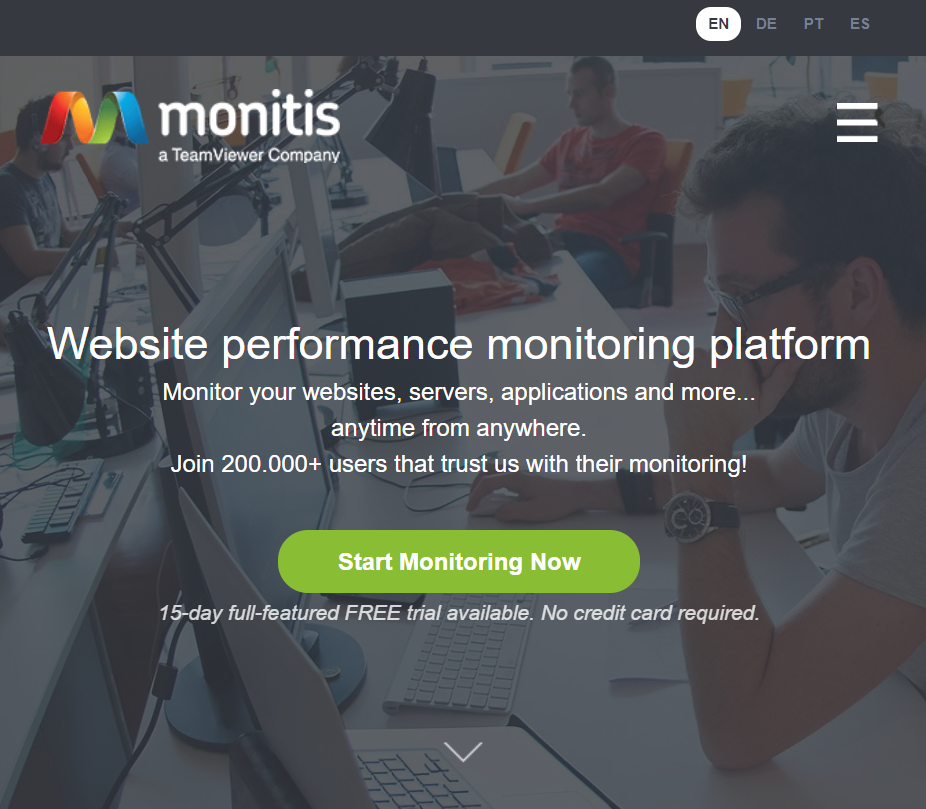 EN DE PT ES
monitis
a TeamViewer Company
Website performance monitoring platform
Monitor your websites, servers, applications and more...
anytime from anywhere.
Join 200.000+ users that trust us with their monitoring!
Start Monitoring Now
15-day full-featured FREE trial available. No credit card required.